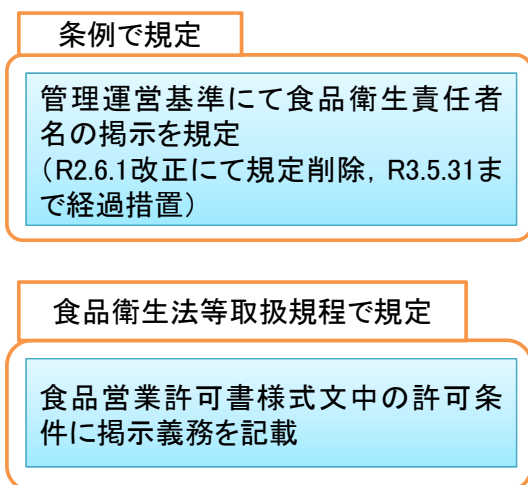 条例で規定
管理運営基準にて食品衛生責任者
名の掲示を規定
（R2.6.1改正にて規定削除，R3.5.31ま
で経過措置）
食品衛生法等取扱規程で規定
食品営業許可書様式文中の許可条
件に掲示義務を記載